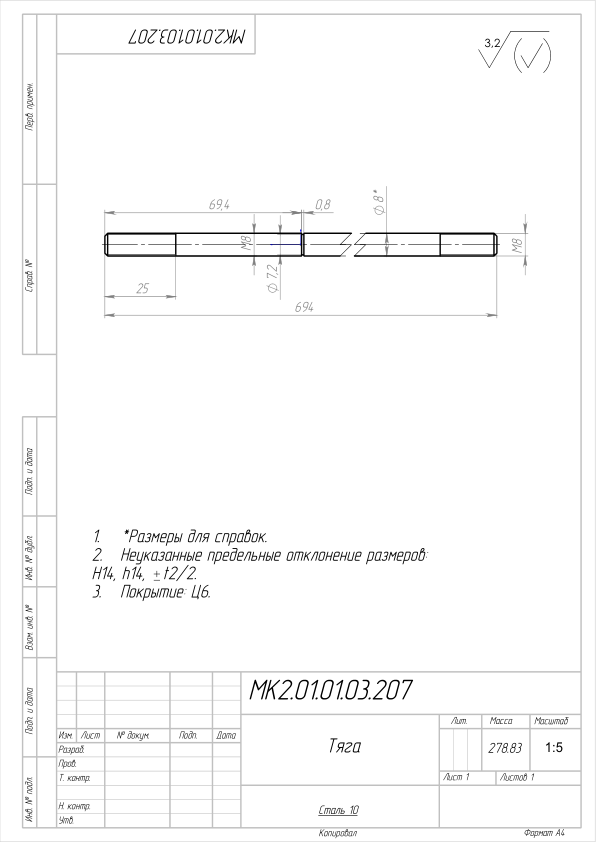 МК2.01.01.03.207
3,2
Перв. примен.
Справ. №
Подп. и дата
Инв. № дубл.
Взам. инв. №
Подп. и дата
Инв. № подл.
69,4
0,8
⌀ 8*
М8
⌀ 7,2
М8
25
694
1. *Размеры для справок.
2. Неуказанные предельные отклонение размеров:
Н14, h14, ±t2/2.
3. Покрытие: Ц6.
МК2.01.01.03.207
Изм. Лист № докум. Подп. Дата
Разраб.
Пров.
Т. контр.
Н. контр.
Утв.
Тяга
Лит. Масса Масштаб
278.83 1:5
Лист 1 Листов 1
Сталь 10
Копировал Формат А4